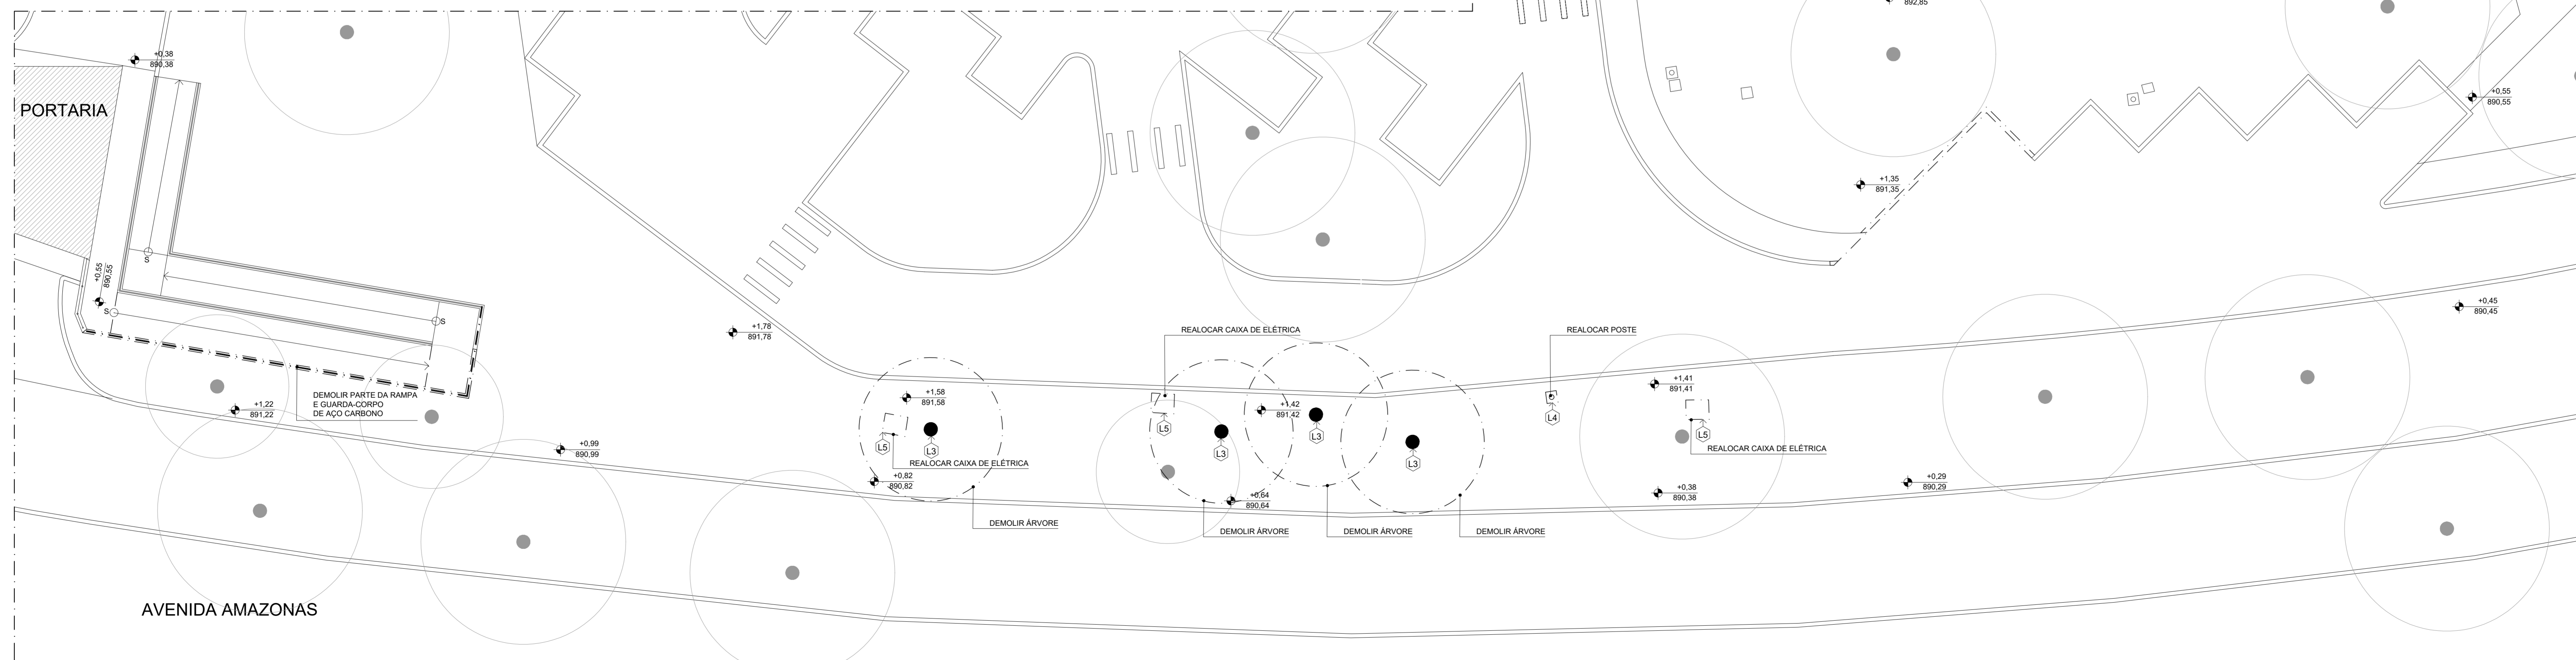 892,85
+0,38
890,38
PORTARIA
+0,55
890,55
+1,35
891,35
S
+0,55
890,55
S
S
+0,45
890,45
+1,78
891,78
REALOCAR CAIXA DE ELÉTRICA
REALOCAR POSTE
+1,41
891,41
+1,58
891,58
DEMOLIR PARTE DA RAMPA
E GUARDA-CORPO
DE AÇO CARBONO
+1,22
891,22
+1,42
891,42
L4
L5
L3
L5
L5
L3
L3
L3
+0,99
890,99
REALOCAR CAIXA DE ELÉTRICA
REALOCAR CAIXA DE ELÉTRICA
+0,82
890,82
+0,64
890,64
+0,38
890,38
+0,29
890,29
DEMOLIR ÁRVORE
DEMOLIR ÁRVORE
DEMOLIR ÁRVORE
DEMOLIR ÁRVORE
AVENIDA AMAZONAS